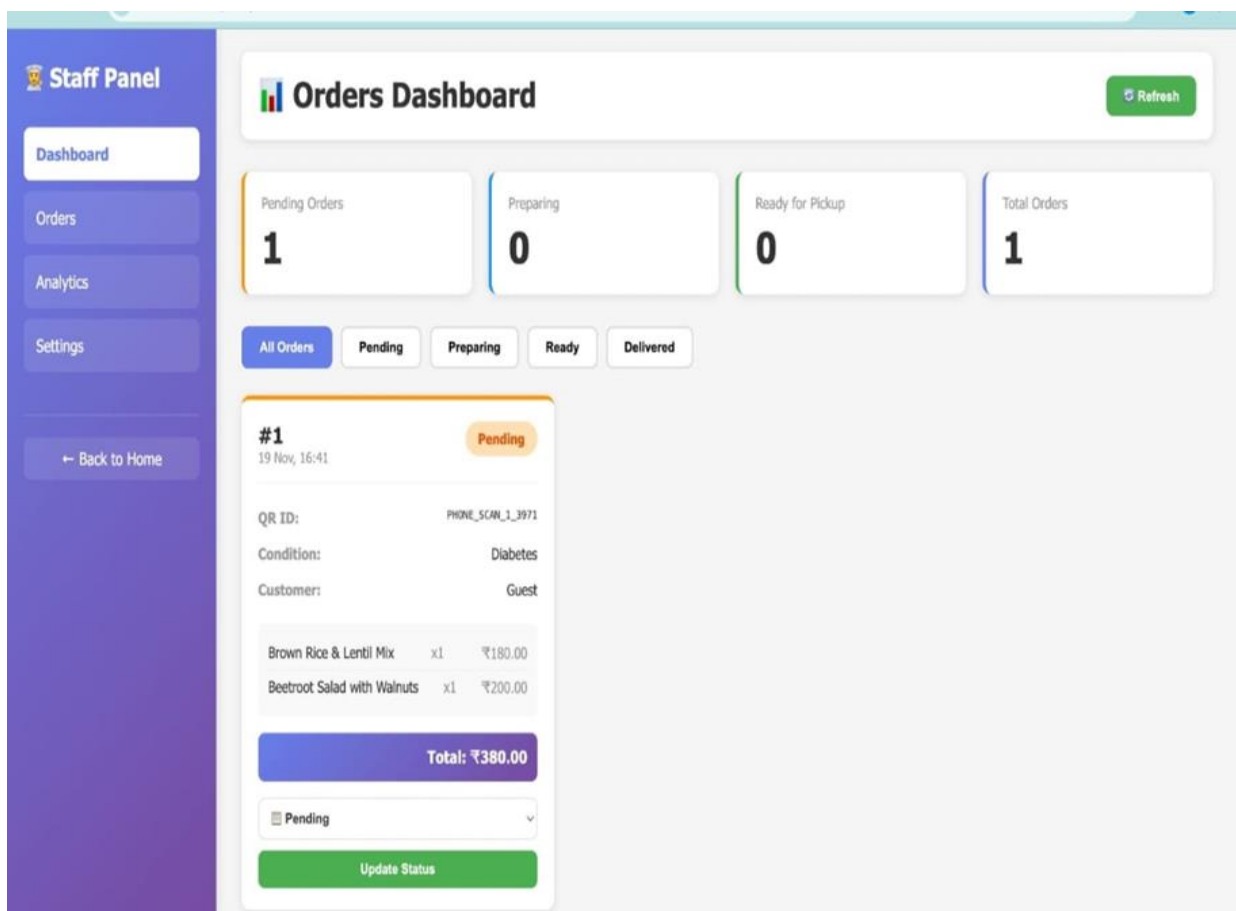 Staff Panel
Dashboard
Orders
Analytics
Settings
← Back to Home
Orders Dashboard
Refresh
Pending Orders
1
Preparing
0
Ready for Pickup
0
Total Orders
1
All Orders Pending Preparing Ready Delivered
#1 Pending
19 Nov, 16:41
QR ID: PHONE_SCAN_1_3971
Condition: Diabetes
Customer: Guest
Brown Rice & Lentil Mix x1 ₹180.00
Beetroot Salad with Walnuts x1 ₹200.00
Total: ₹380.00
Pending
Update Status